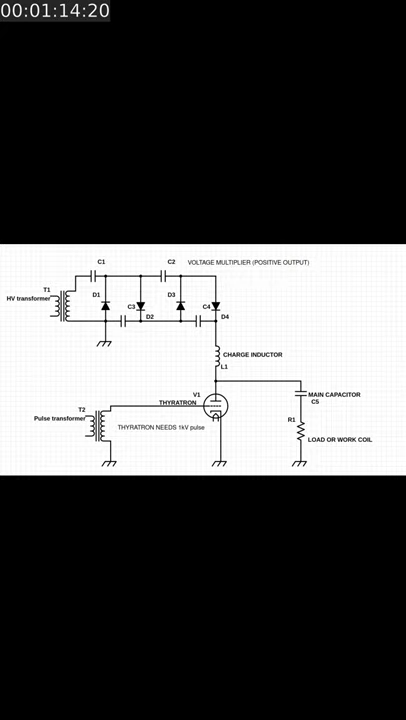 00:01:14:20
C1
C2
VOLTAGE MULTIPLIER (POSITIVE OUTPUT)
T1
HV transformer
D1
D3
C3
C4
D2
D4
CHARGE INDUCTOR
L1
V1
THYRATRON
MAIN CAPACITOR
C5
T2
Pulse transformer
THYRATRON NEEDS 1kV pulse
R1
LOAD OR WORK COIL